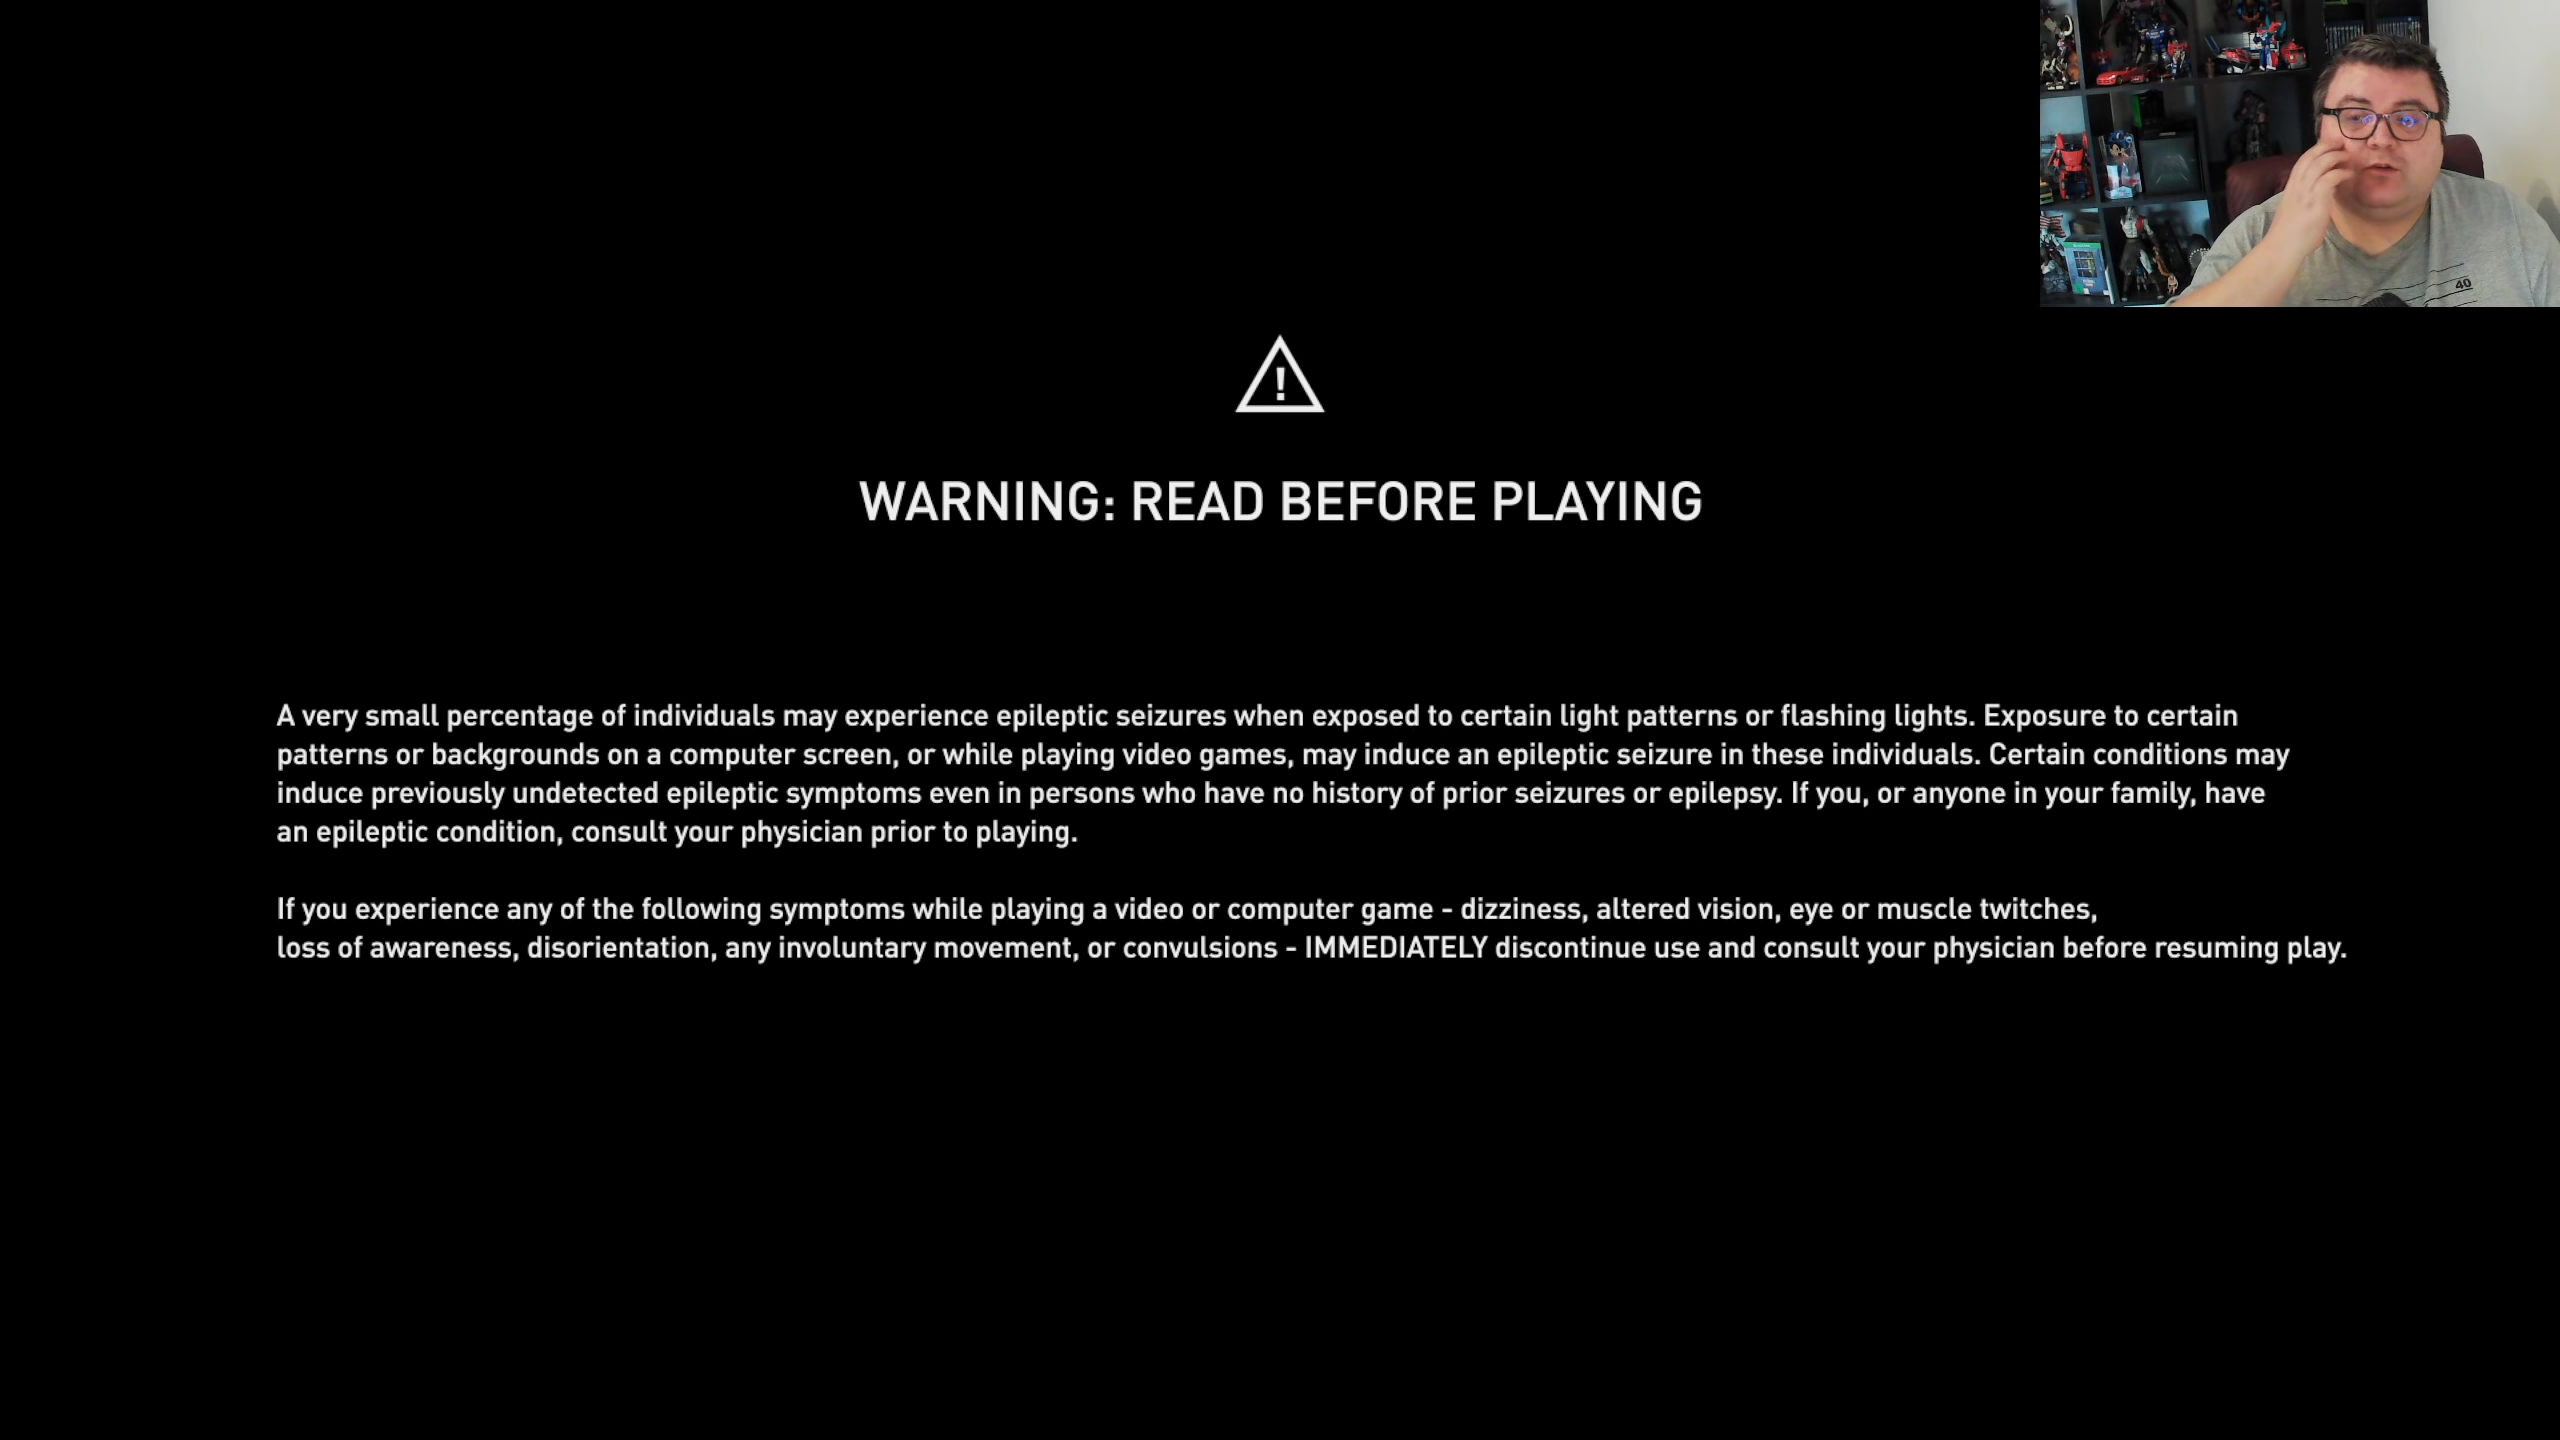 40
!
WARNING: READ BEFORE PLAYING
A very small percentage of individuals may experience epileptic seizures when exposed to certain light patterns or flashing lights. Exposure to certain
patterns or backgrounds on a computer screen, or while playing video games, may induce an epileptic seizure in these individuals. Certain conditions may
induce previously undetected epileptic symptoms even in persons who have no history of prior seizures or epilepsy. If you, or anyone in your family, have
an epileptic condition, consult your physician prior to playing.
If you experience any of the following symptoms while playing a video or computer game - dizziness, altered vision, eye or muscle twitches,
loss of awareness, disorientation, any involuntary movement, or convulsions - IMMEDIATELY discontinue use and consult your physician before resuming play.